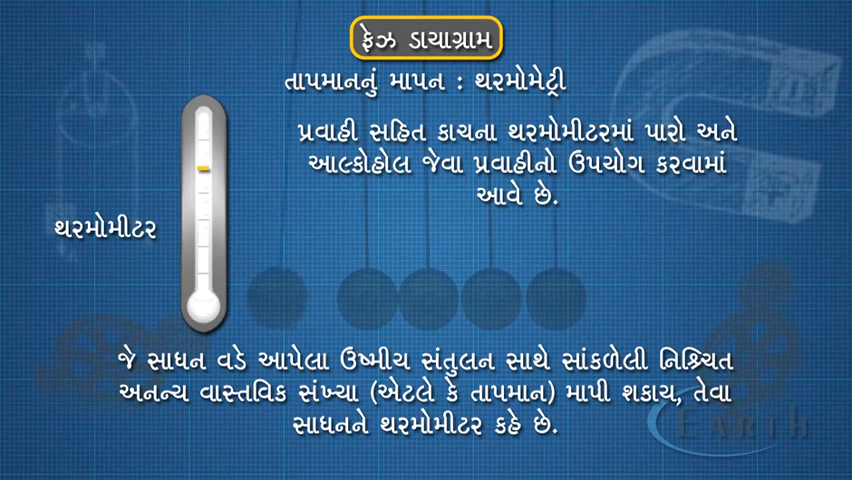 ફેઝ ડાયાગ્રામ
તાપમાનનું માપન : થરમોમેટ્રી
પ્રવાહી સહિત કાચના થરમોમીટરમાં પારો અને
આલ્કોહોલ જેવા પ્રવાહીનો ઉપયોગ કરવામાં
આવે છે.
થરમોમીટર
જે સાધન વડે આપેલા ઉષ્મીય સંતુલન સાથે સાંકળેલી નિશ્ચિત
અનન્ય વાસ્તવિક સંખ્યા (એટલે કે તાપમાન) માપી શકાય, તેવા
સાધનને થરમોમીટર કહે છે.
EARTH